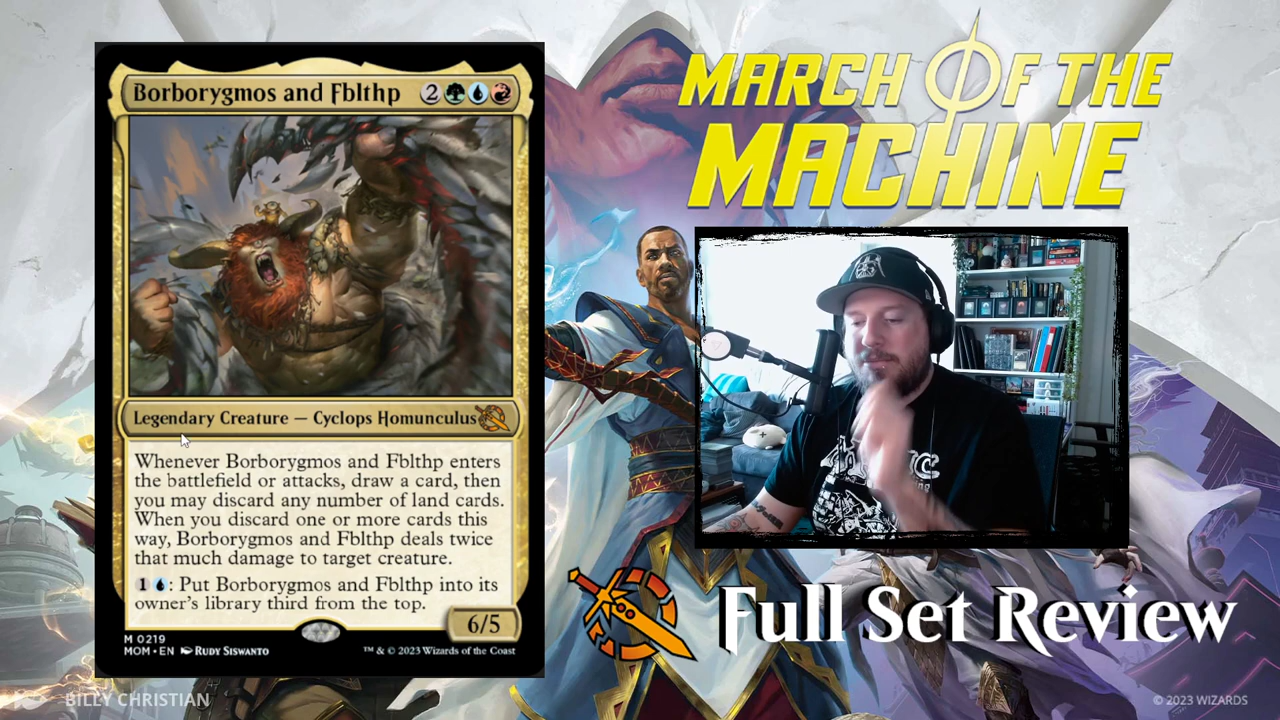 Borborygmos and Fblthp 2
Legendary Creature — Cyclops Homunculus
Whenever Borborygmos and Fblthp enters
the battlefield or attacks, draw a card, then
you may discard any number of land cards.
When you discard one or more cards this
way, Borborygmos and Fblthp deals twice
that much damage to target creature.
1: Put Borborygmos and Fblthp into its
owner's library third from the top.
6/5
M 0219
MOM • EN Rudy Siswanto
™ & © 2023 Wizards of the Coast
BILLY CHRISTIAN
MARCH OF THE
MACHINE
Full Set Review
© 2023 WIZARDS